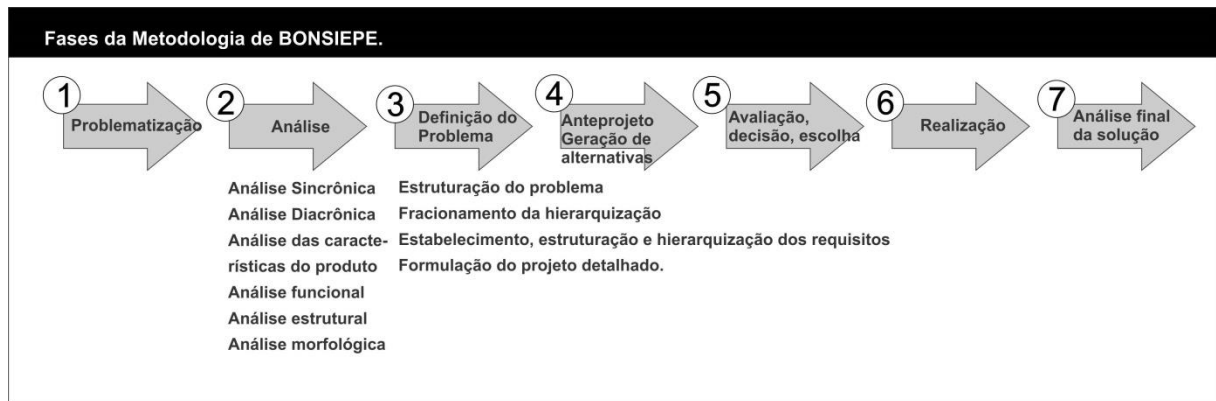 Fases da Metodologia de BONSIEPE.
1
Problematização
2
Análise
3
Definição do
Problema
4
Anteprojeto
Geração de
alternativas
5
Avaliação,
decisão, escolha
6
Realização
7
Análise final
da solução
Análise Sincrônica
Análise Diacrônica
Análise das caracte-
rísticas do produto
Análise funcional
Análise estrutural
Análise morfológica
Estruturação do problema
Fracionamento da hierarquização
Estabelecimento, estruturação e hierarquização dos requisitos
Formulação do projeto detalhado.